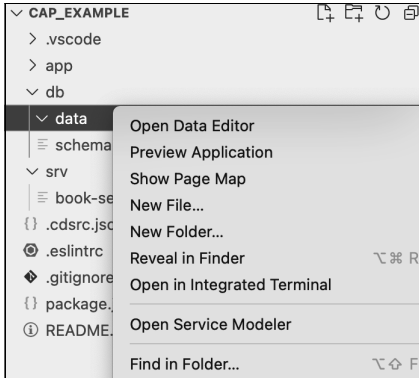 CAP_EXAMPLE
.vscode
app
db
data
schema
srv
book-se
.cdsrc.jsc
.eslintrc
.gitignore
package.
README.
Open Data Editor
Preview Application
Show Page Map
New File...
New Folder...
Reveal in Finder ⌥⌘ R
Open in Integrated Terminal
Open Service Modeler
Find in Folder... ⌥⇧ F